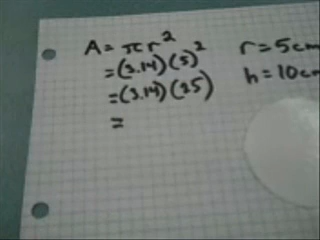 A = πr²
= (3.14)(5)²
= (3.14)(25)
=
r = 5cm
h = 10cm